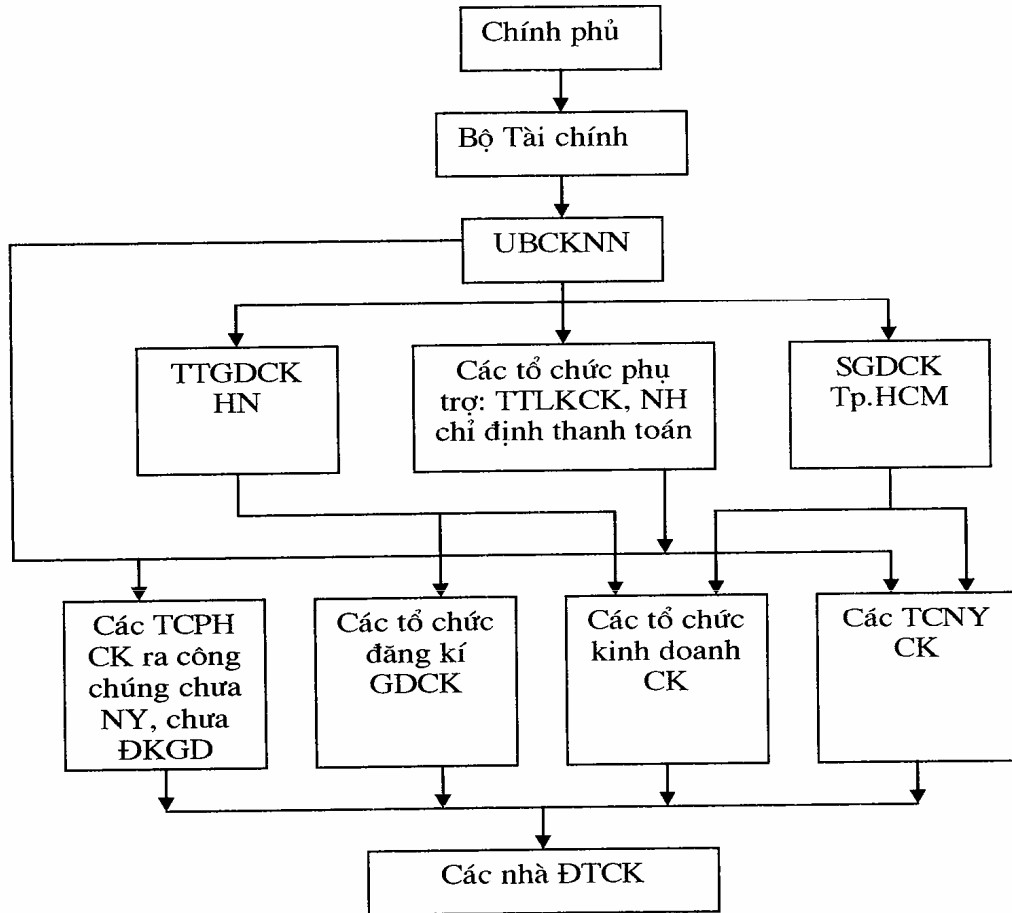 Chính phủ
Bộ Tài chính
UBCKNN
TTGDCK
HN
Các tổ chức phụ
trợ: TTLKCK, NH
chỉ định thanh toán
SGDCK
Tp.HCM
Các TCPH
CK ra công
chúng chưa
NY, chưa
ĐKGD
Các tổ chức
đăng kí
GDCK
Các tổ chức
kinh doanh
CK
Các TCNY
CK
Các nhà ĐTCK